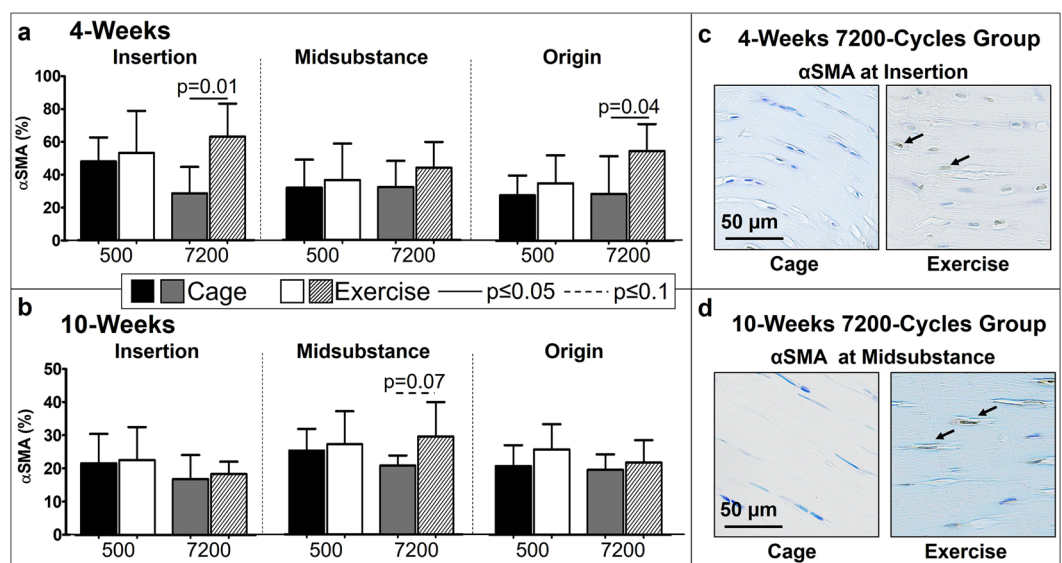 a 4-Weeks
Insertion Midsubstance Origin
αSMA (%)
100
80
60
40
20
0
p=0.01
p=0.04
500 7200 500 7200 500 7200
Cage Exercise p≤0.05 p≤0.1
b 10-Weeks
Insertion Midsubstance Origin
αSMA (%)
50
40
30
20
10
0
p=0.07
500 7200 500 7200 500 7200
c 4-Weeks 7200-Cycles Group
αSMA at Insertion
50 µm
Cage Exercise
d 10-Weeks 7200-Cycles Group
αSMA at Midsubstance
50 µm
Cage Exercise